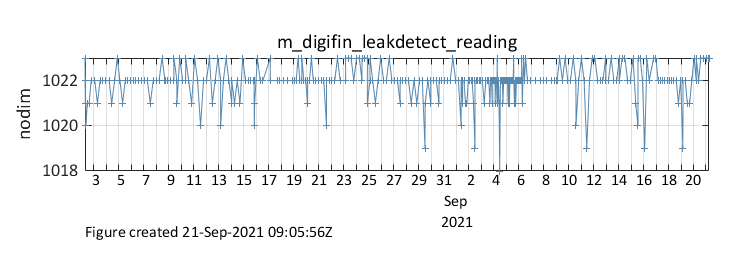 m_digifin_leakdetect_reading
nodim
1022
1020
1018
3 5 7 9 11 13 15 17 19 21 23 25 27 29 31 2 4 6 8 10 12 14 16 18 20
Sep
2021
Figure created 21-Sep-2021 09:05:56Z